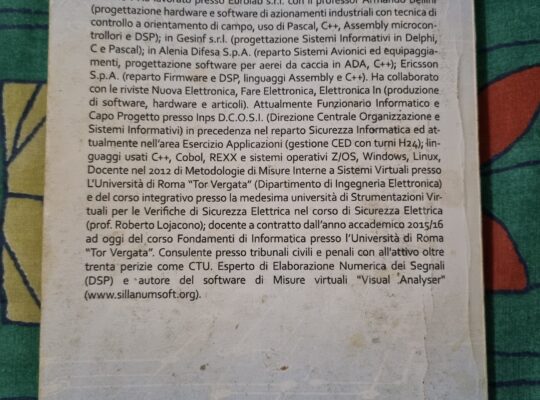 Ha lavorato presso Eurolab s.r.l. con il professor Armando Bellini
(progettazione hardware e software di azionamenti industriali con tecnica di
controllo a orientamento di campo, uso di Pascal, C++, Assembly microcon-
trollori e DSP); in Gesinf s.r.l. (progettazione Sistemi Informativi in Delphi,
C e Pascal); in Alenia Difesa S.p.A. (reparto Sistemi Avionici ed equipaggia-
menti, progettazione software per aerei da caccia in ADA, C++); Ericsson
S.p.A. (reparto Firmware e DSP, linguaggi Assembly e C++). Ha collaborato
con le riviste Nuova Elettronica, Fare Elettronica, Elettronica In (produzione
di software, hardware e articoli). Attualmente Funzionario Informatico e
Capo Progetto presso Inps D.C.O.S.I. (Direzione Centrale Organizzazione e
Sistemi Informativi) in precedenza nel reparto Sicurezza Informatica ed at-
tualmente nell'area Esercizio Applicazioni (gestione CED con turni H24); lin-
guaggi usati C++, Cobol, REXX e sistemi operativi Z/OS, Windows, Linux,
Docente nel 2012 di Metodologie di Misure Interne a Sistemi Virtuali presso
L'Università di Roma "Tor Vergata" (Dipartimento di Ingegneria Elettronica)
e del corso integrativo presso la medesima università di Strumentazioni Vir-
tuali per le Verifiche di Sicurezza Elettrica nel corso di Sicurezza Elettrica
(prof. Roberto Lojacono); docente a contratto dall'anno accademico 2015/16
ad oggi del corso Fondamenti di Informatica presso l'Università di Roma
"Tor Vergata". Consulente presso tribunali civili e penali con all'attivo oltre
trenta perizie come CTU. Esperto di Elaborazione Numerica dei Segnali
(DSP) e autore del software di Misure virtuali "Visual Analyser"
(www.sillanumsoft.org).